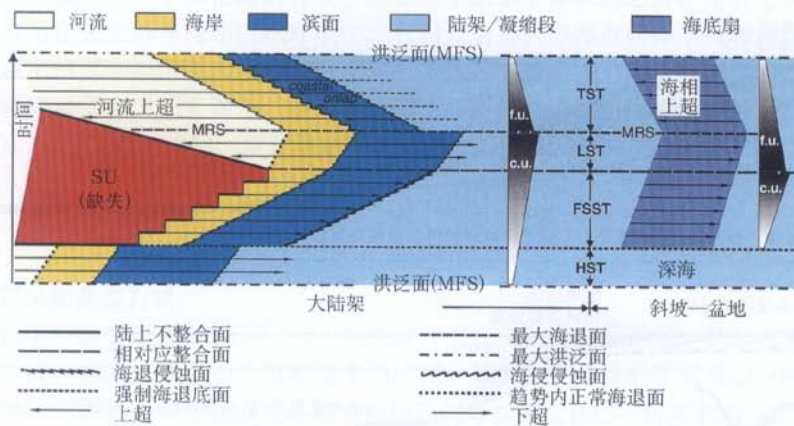 河流 海岸 滨面 陆架/凝缩段 海底扇
洪泛面(MFS)
时间
河流上超
coastal
onlap
MRS
SU
(缺失)
f.u.
c.u.
TST
LST
FSST
HST
海相
上超
MRS
f.u.
c.u.
深海
洪泛面(MFS)
大陆架 斜坡—盆地
陆上不整合面 最大海退面
相对应整合面 最大洪泛面
海退侵蚀面 海侵侵蚀面
强制海退底面 趋势内正常海退面
上超 下超